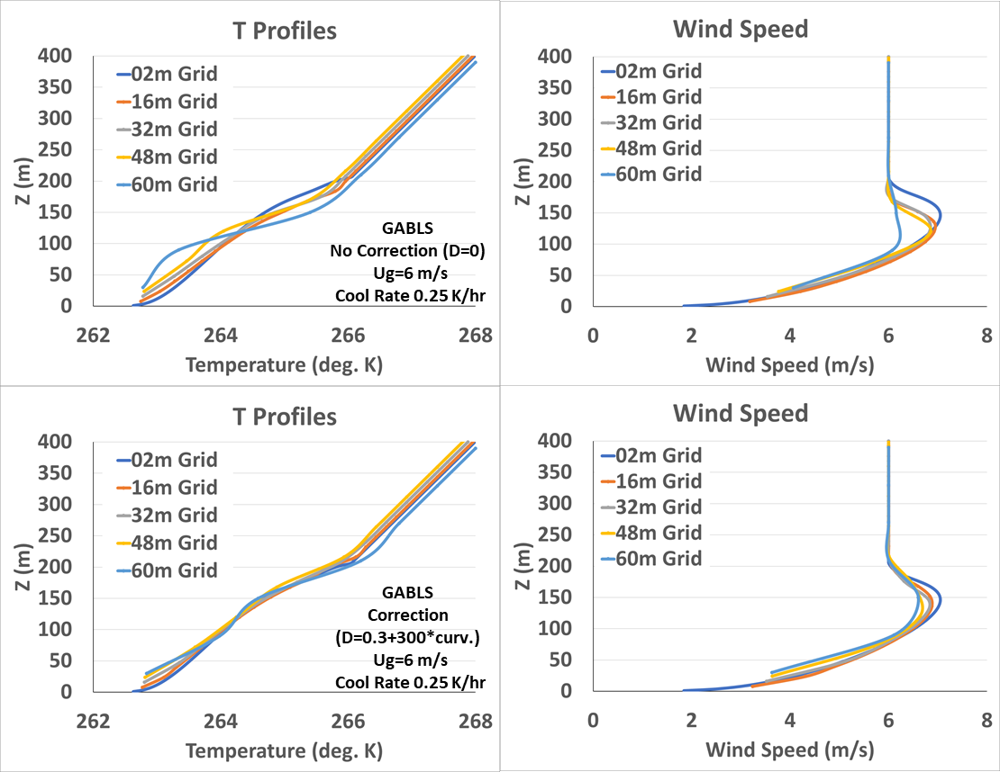 T Profiles
400
350
300
250
200
150
100
50
0
Z (m)
02m Grid
16m Grid
32m Grid
48m Grid
60m Grid
GABLS
No Correction (D=0)
Ug=6 m/s
Cool Rate 0.25 K/hr
262
264
266
268
Temperature (deg. K)
Wind Speed
400
350
300
250
200
150
100
50
0
Z (m)
02m Grid
16m Grid
32m Grid
48m Grid
60m Grid
0
2
4
6
8
Wind Speed (m/s)
T Profiles
400
350
300
250
200
150
100
50
0
Z (m)
02m Grid
16m Grid
32m Grid
48m Grid
60m Grid
GABLS
Correction
(D=0.3+300*curv.)
Ug=6 m/s
Cool Rate 0.25 K/hr
262
264
266
268
Temperature (deg. K)
Wind Speed
400
350
300
250
200
150
100
50
0
Z (m)
02m Grid
16m Grid
32m Grid
48m Grid
60m Grid
0
2
4
6
8
Wind Speed (m/s)